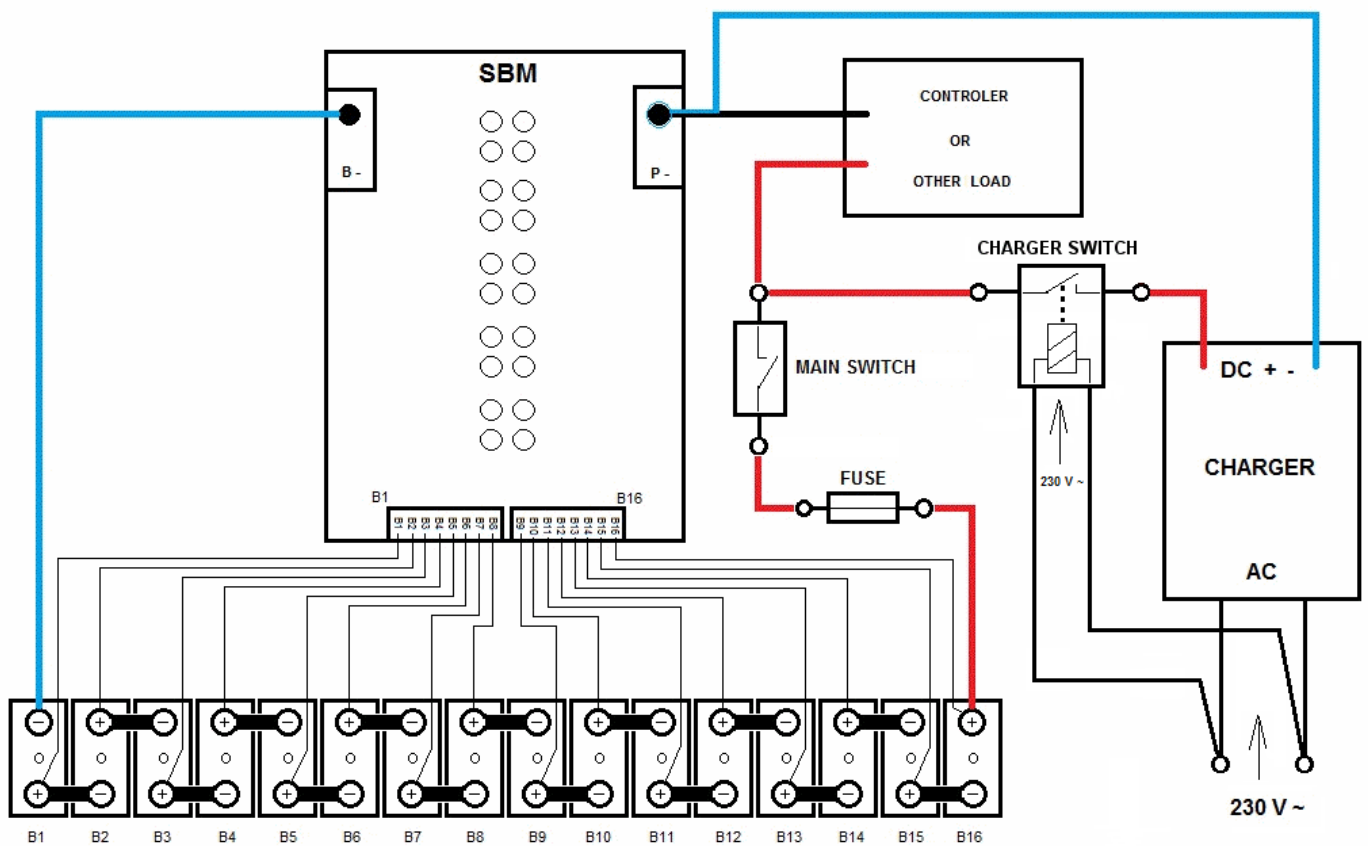 SBM
B -
P -
CONTROLER
OR
OTHER LOAD
CHARGER SWITCH
MAIN SWITCH
DC + -
230 V ~
CHARGER
FUSE
B1
B16
B1 B2 B3 B4 B5 B6 B7 B8 B9 B10 B11 B12 B13 B14 B15 B16
AC
+ + + + + + + +
- - - - - - - -
+ + + + + + + +
- - - - - - - -
230 V ~
B1 B2 B3 B4 B5 B6 B7 B8 B9 B10 B11 B12 B13 B14 B15 B16